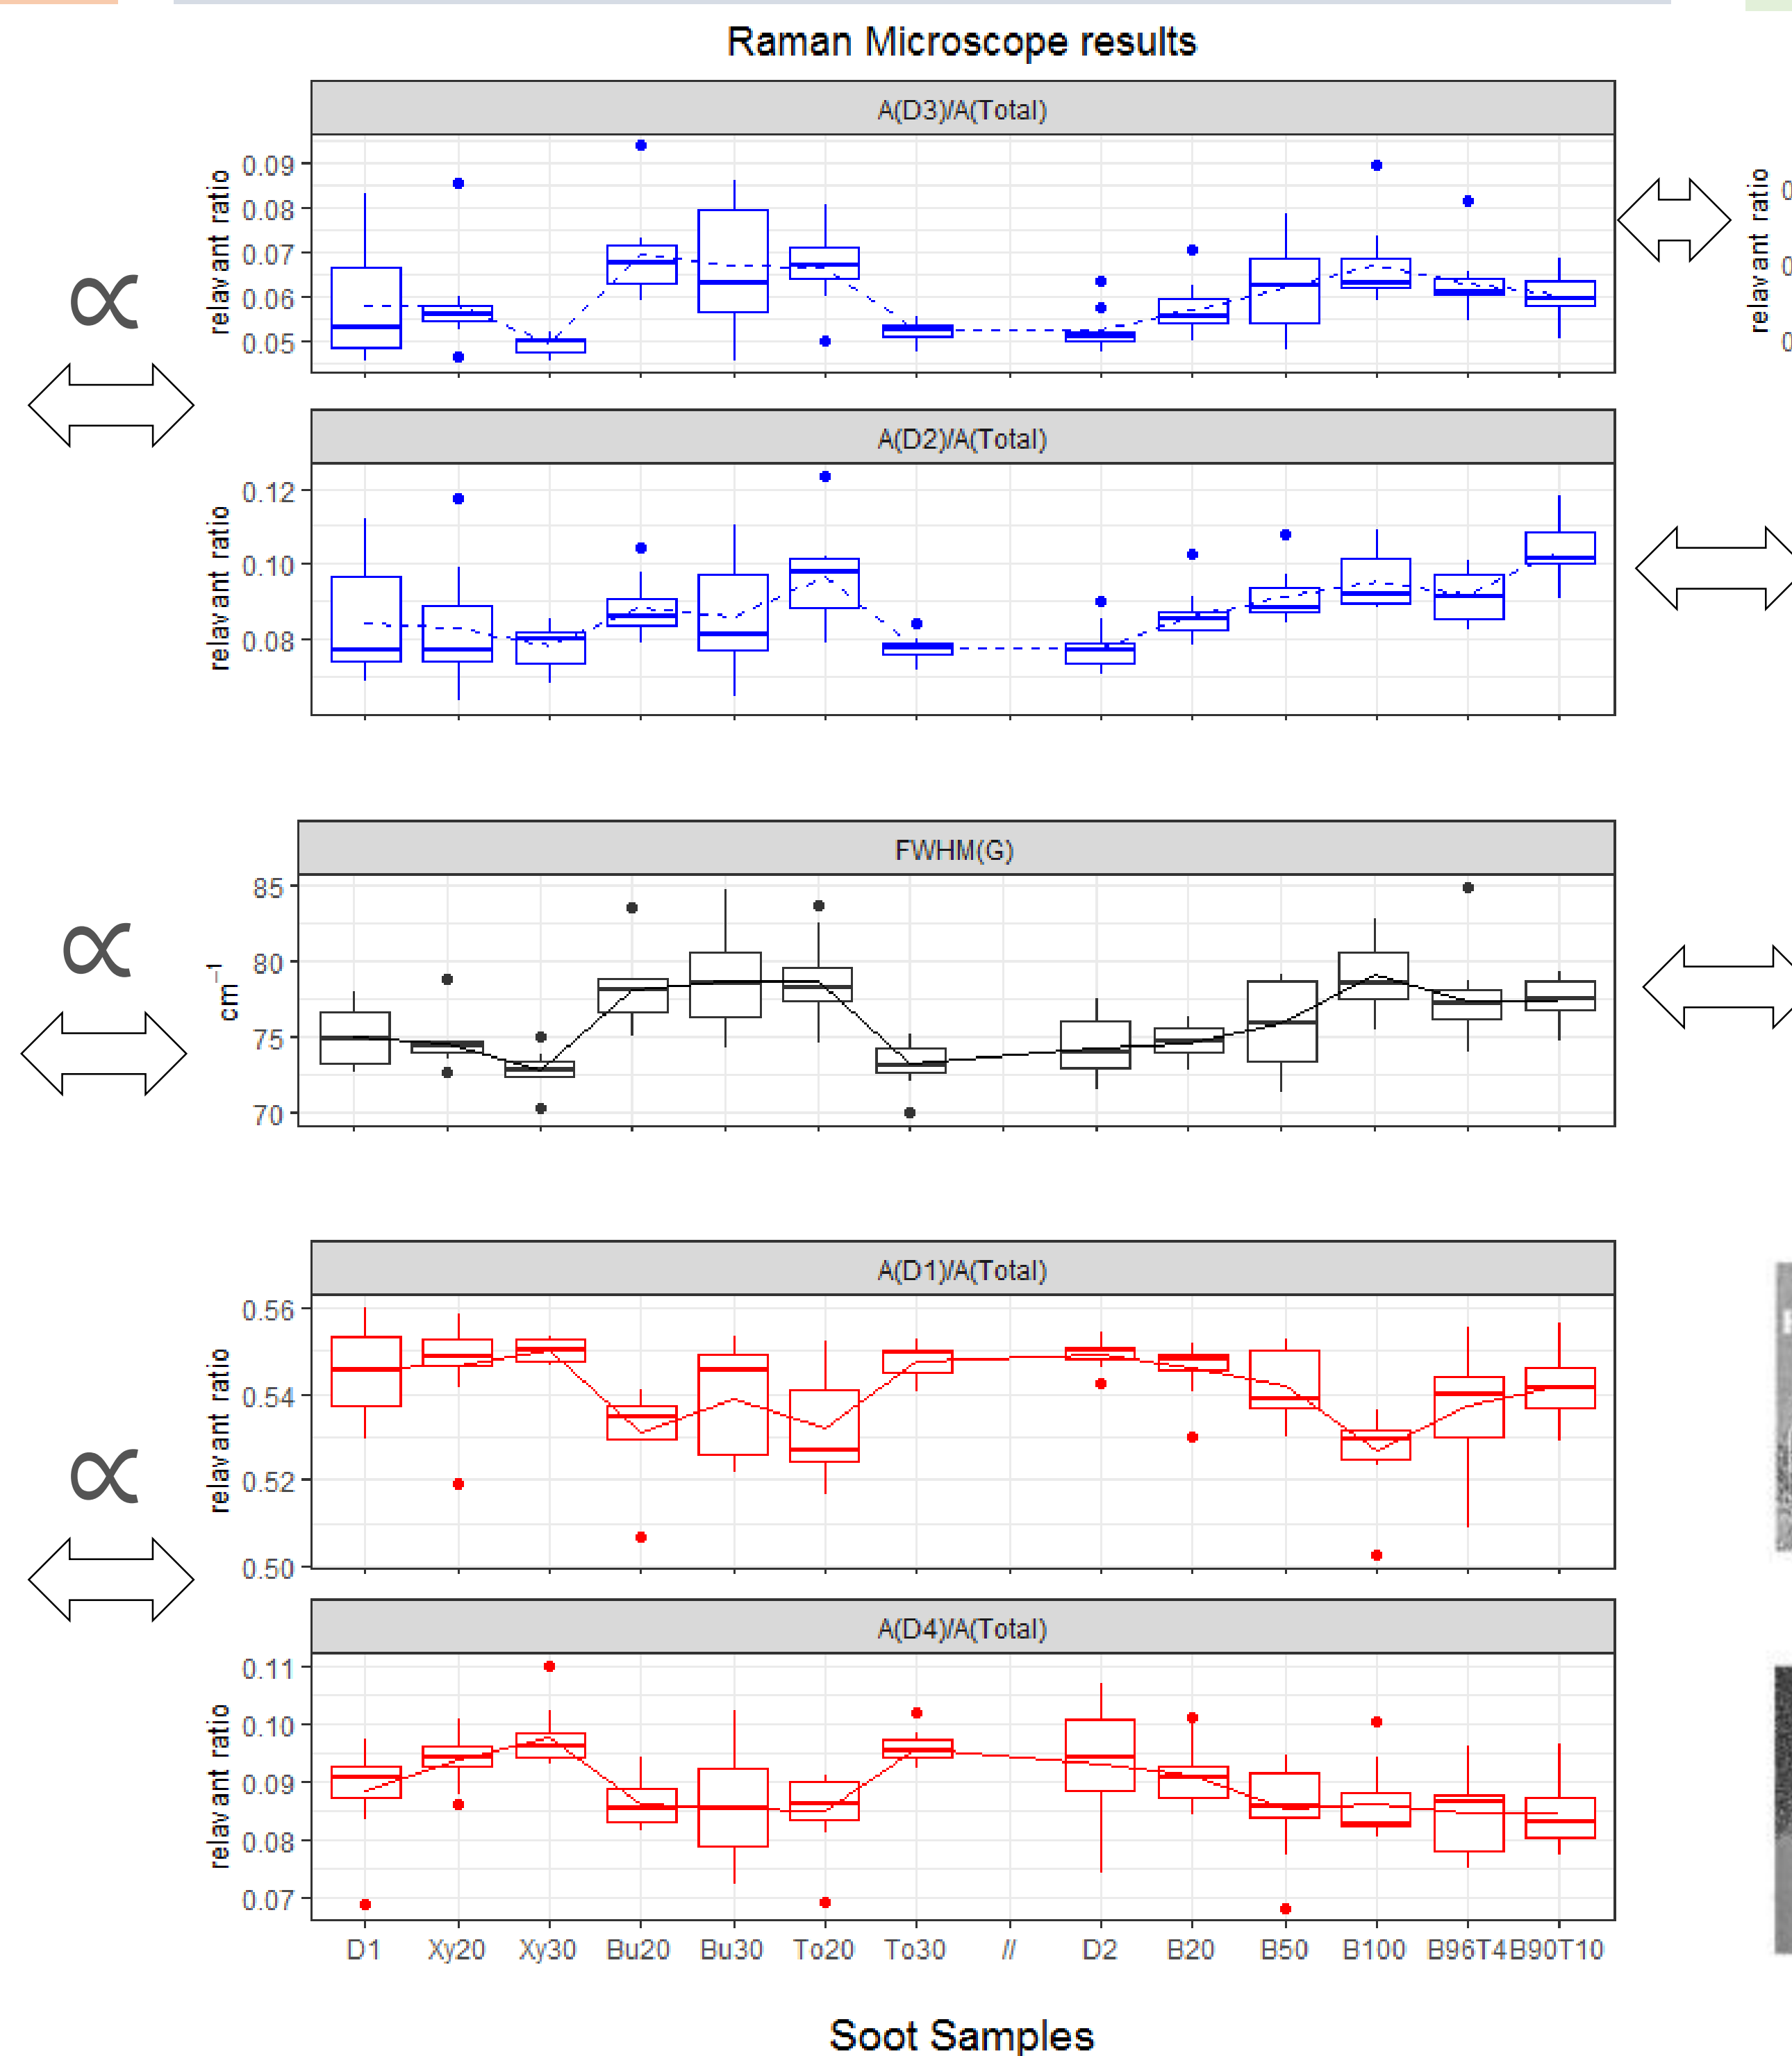 Raman Microscope results
A(D3)/A(Total)
relavant ratio
0.09
0.08
0.07
0.06
0.05
∝
relavant ratio
0
0
0
A(D2)/A(Total)
relavant ratio
0.12
0.10
0.08
FWHM(G)
cm⁻¹
85
80
75
70
∝
A(D1)/A(Total)
relavant ratio
0.56
0.54
0.52
0.50
∝
A(D4)/A(Total)
relavant ratio
0.11
0.10
0.09
0.08
0.07
D1 Xy20 Xy30 Bu20 Bu30 To20 To30 // D2 B20 B50 B100 B96T4 B90T10
Soot Samples